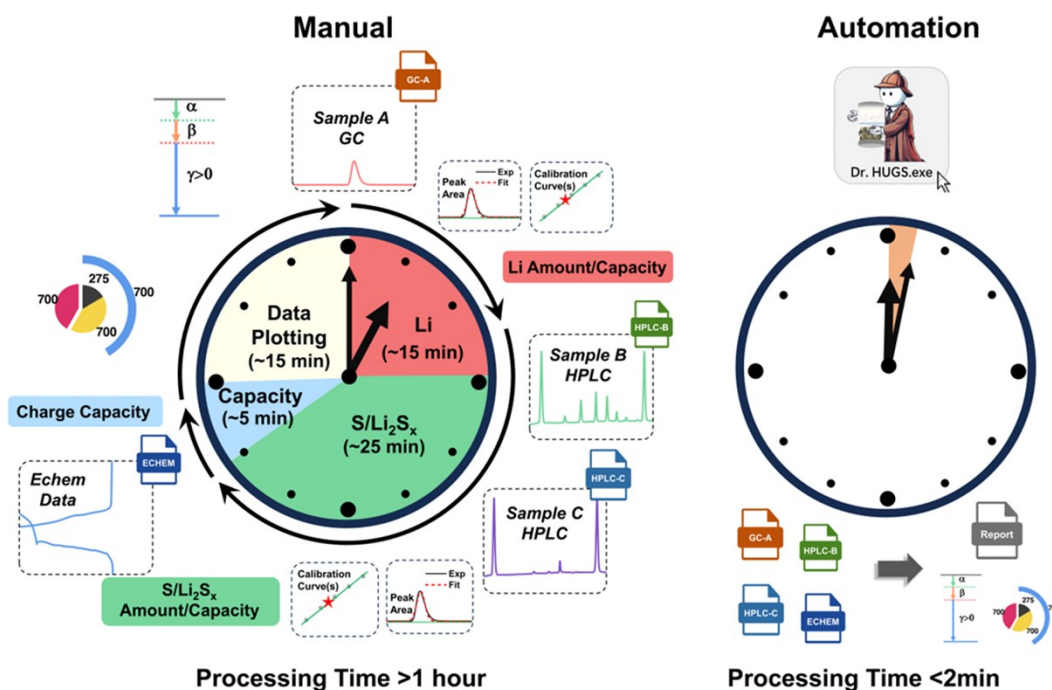 Manual
Automation
GC-A
Sample A
GC
α
β
γ>0
Dr. HUGS.exe
Peak
Area
Exp
Fit
Calibration
Curve(s)
Li Amount/Capacity
275
700
700
700
Data
Plotting
(~15 min)
Li
(~15 min)
HPLC-B
Sample B
HPLC
Charge Capacity
Capacity
(~5 min)
S/Li₂Sₓ
(~25 min)
ECHEM
Echem
Data
HPLC-C
Sample C
HPLC
S/Li₂Sₓ
Amount/Capacity
Calibration
Curve(s)
Peak
Area
Exp
Fit
GC-A
HPLC-B
Report
HPLC-C
ECHEM
α
β
γ>0
275
700
700
Processing Time >1 hour
Processing Time <2min